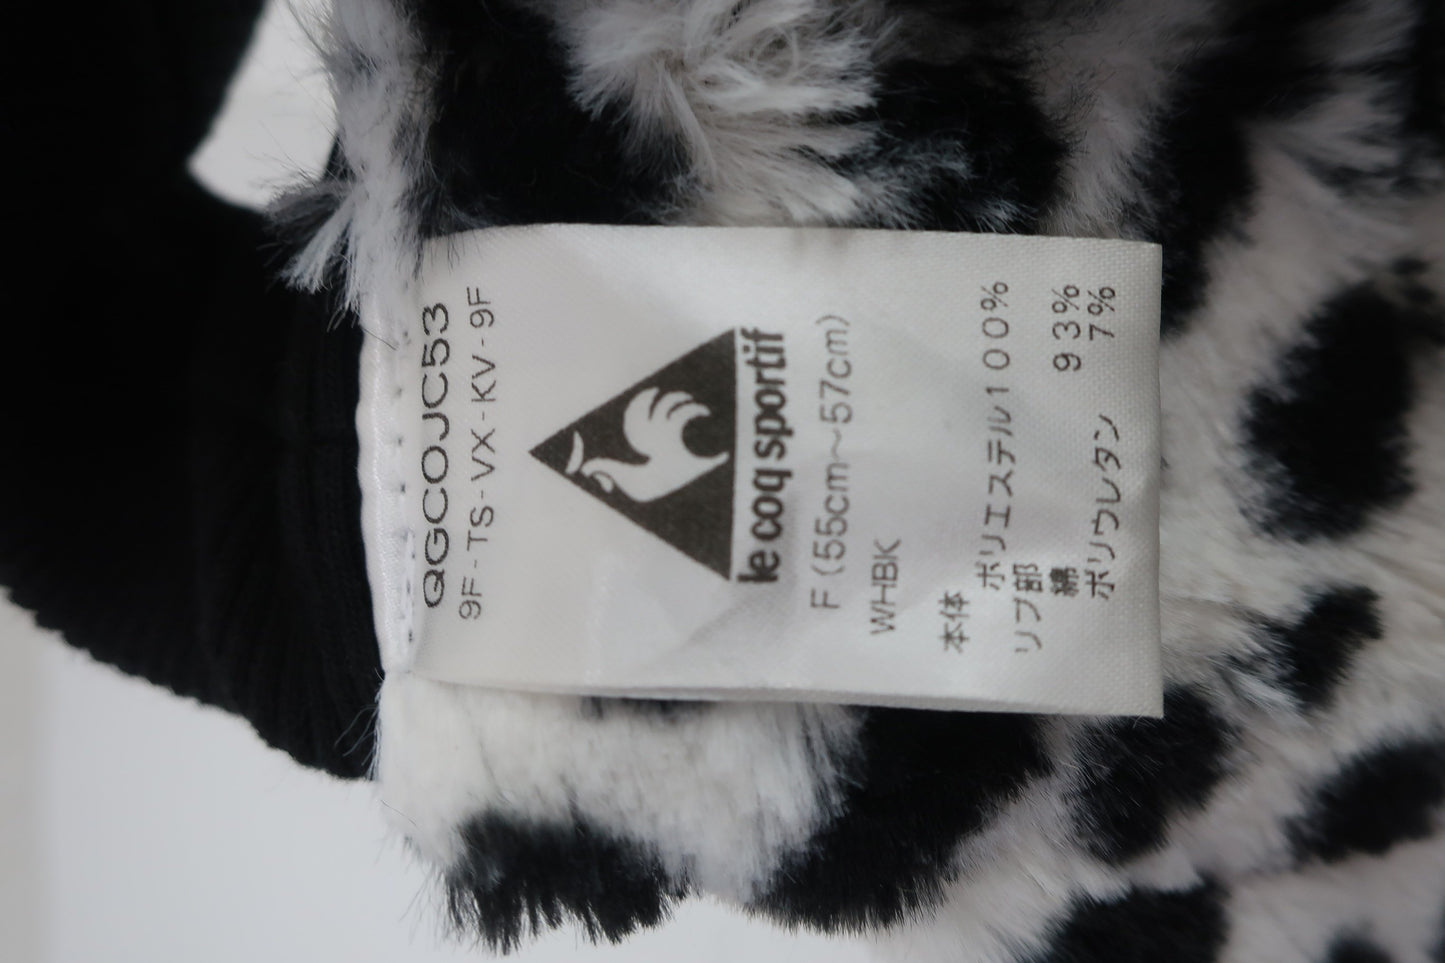 QGCOJC53
9F-TS-VX-KV-9F
le coq sportif
F(55cm～57cm)
WHBK
本体
ポリエステル100%
リブ部
綿 93%
ポリウレタン 7%